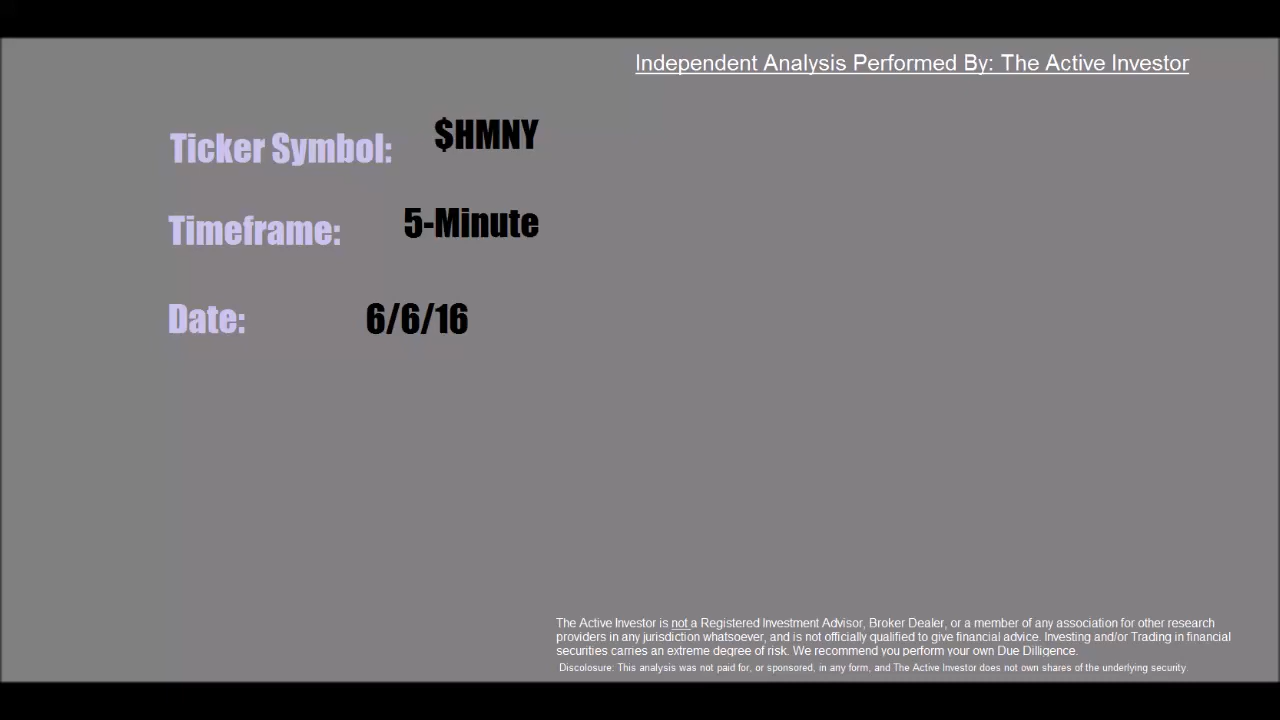 Independent Analysis Performed By: The Active Investor
Ticker Symbol: $HMNY
Timeframe: 5-Minute
Date: 6/6/16
The Active Investor is not a Registered Investment Advisor, Broker Dealer, or a member of any association for other research
providers in any jurisdiction whatsoever, and is not officially qualified to give financial advice. Investing and/or Trading in financial
securities carries an extreme degree of risk. We recommend you perform your own Due Dilligence.
Discolosure: This analysis was not paid for, or sponsored, in any form, and The Active Investor does not own shares of the underlying security.